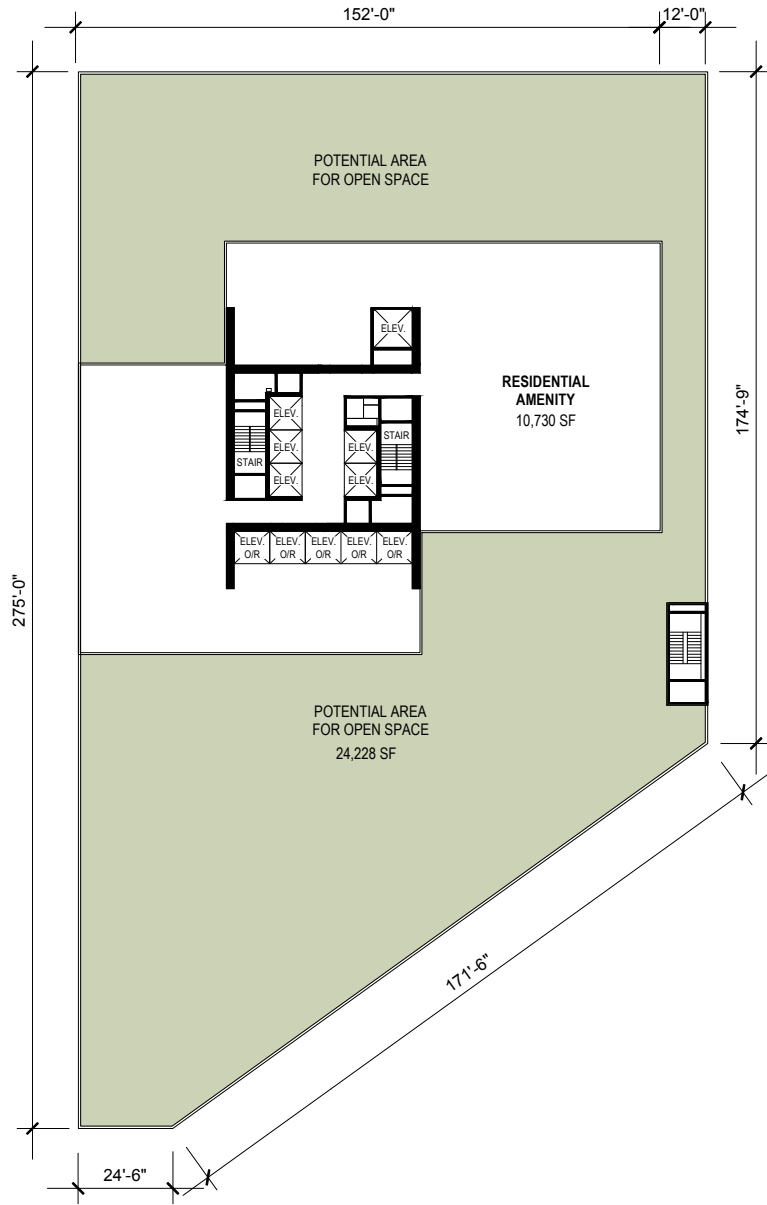 152'-0"
12'-0"
POTENTIAL AREA
FOR OPEN SPACE
ELEV.
RESIDENTIAL
AMENITY
10,730 SF
174'-9"
ELEV.
STAIR
ELEV.
ELEV.
STAIR
ELEV.
ELEV.
ELEV. ELEV. ELEV. ELEV. ELEV.
O/R O/R O/R O/R O/R
275'-0"
POTENTIAL AREA
FOR OPEN SPACE
24,228 SF
171'-6"
24'-6"